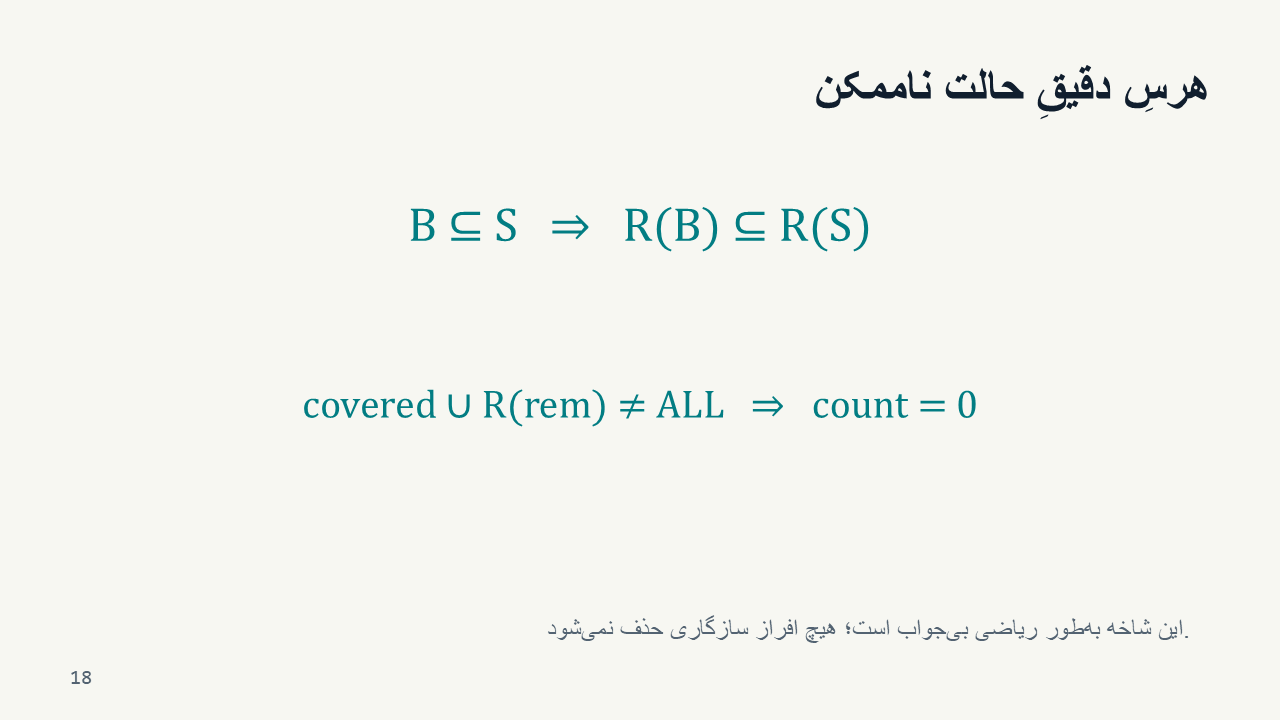 هرسِ دقیقِ حالت ناممکن
B ⊆ S ⇒ R(B) ⊆ R(S)
covered ∪ R(rem) ≠ ALL ⇒ count = 0
این شاخه به‌طور ریاضی بی‌جواب است؛ هیچ افراز سازگاری حذف نمی‌شود.
18